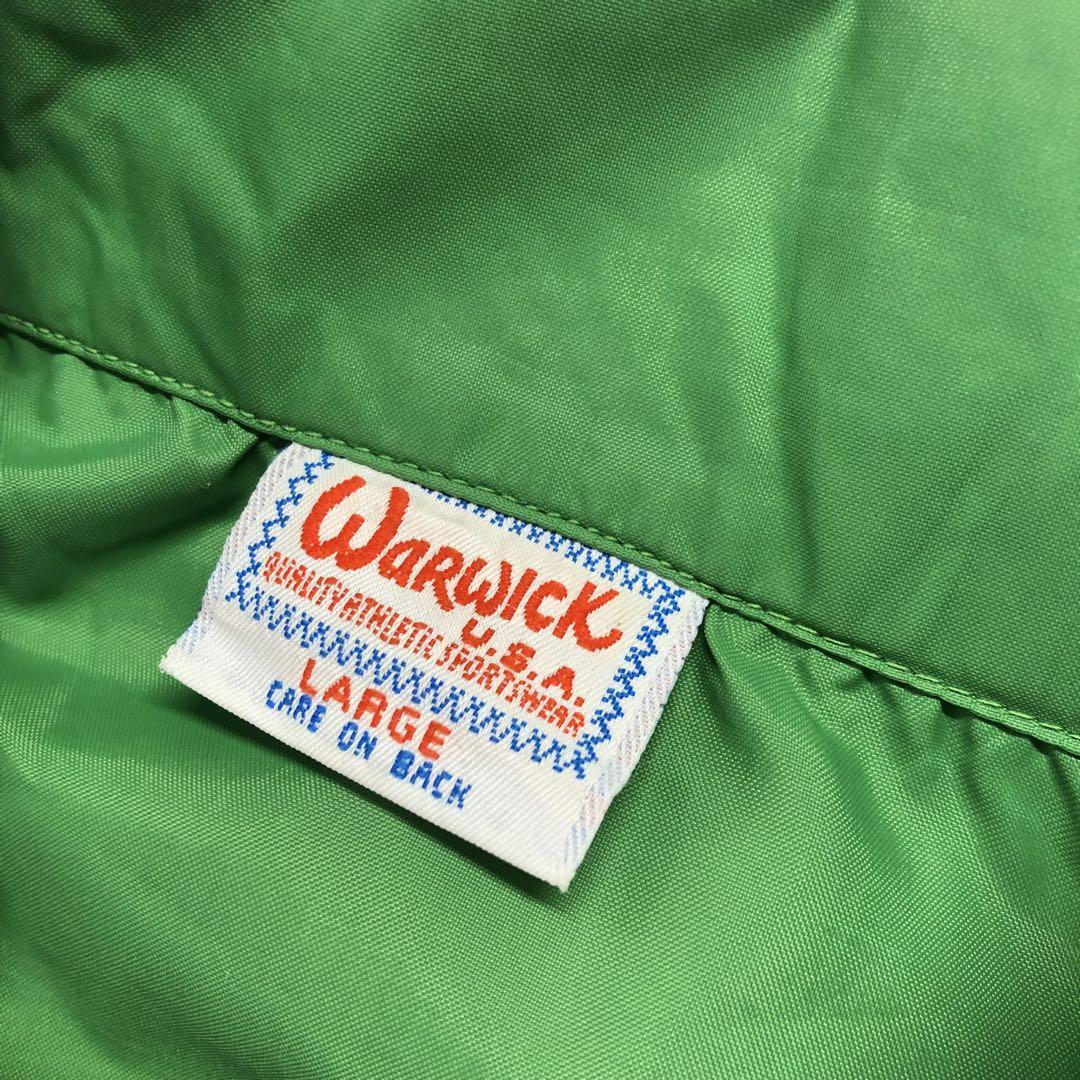 Warwick
U.S.A.
QUALITY ATHLETIC SPORTSWEAR
LARGE
CARE ON BACK